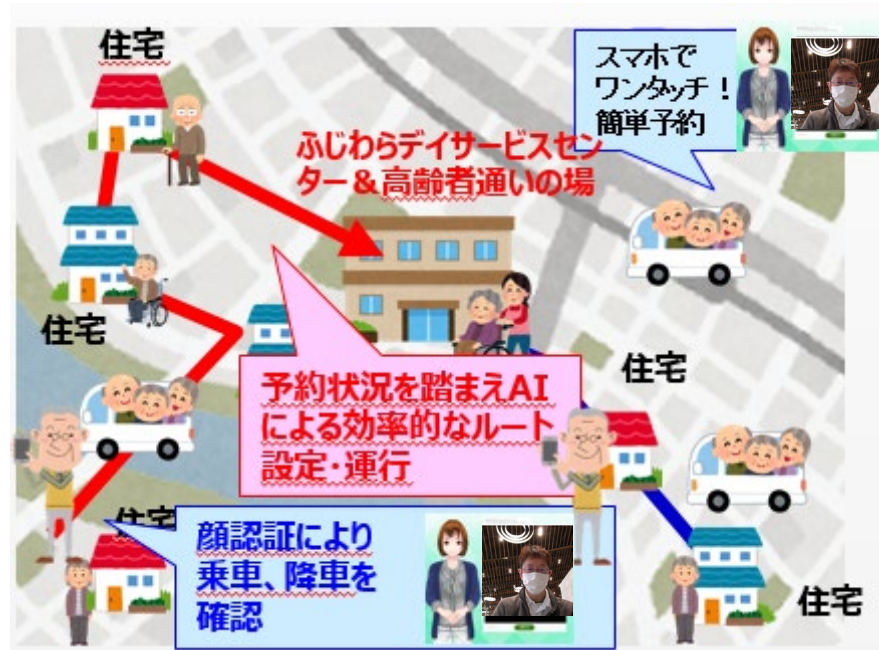 住宅
スマホで
ワンタッチ！
簡単予約
ふじわらデイサービスセン
ター＆高齢者通いの場
住宅
住宅
予約状況を踏まえAI
による効率的なルート
設定・運行
住宅
顔認証により
乗車、降車を
確認
住宅